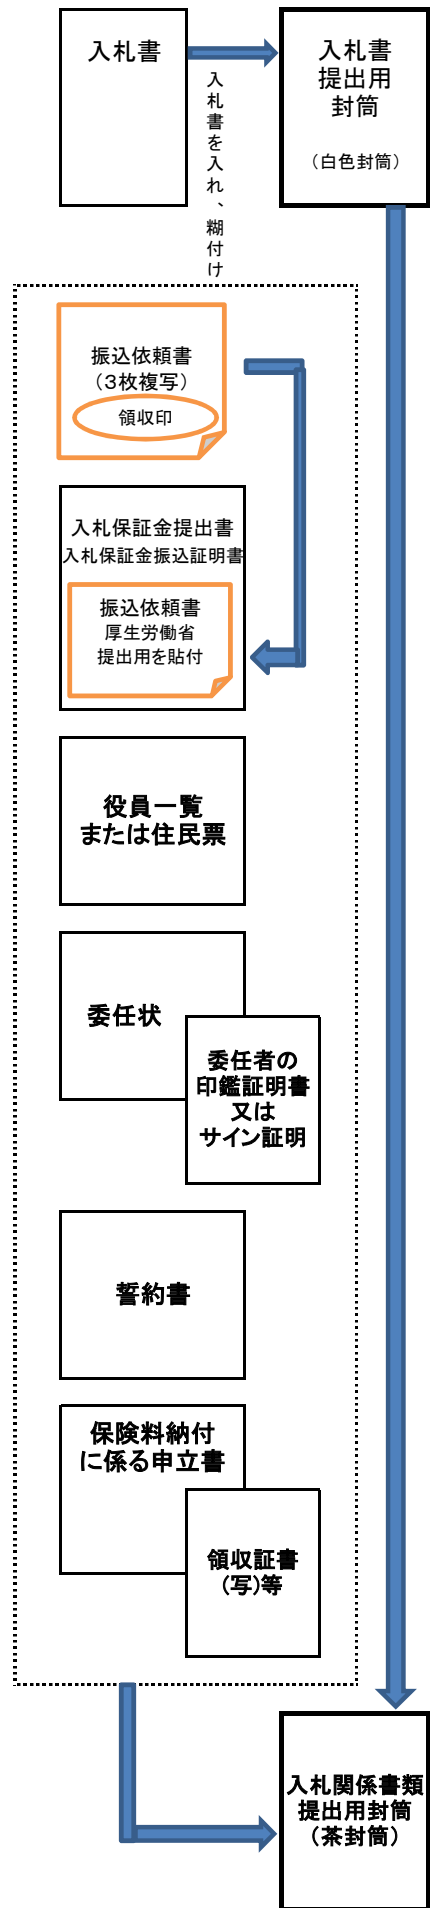 入札書
入札書を入れ、糊付け
入札書
提出用
封筒
（白色封筒）
振込依頼書
（３枚複写）
領収印
入札保証金提出書
入札保証金振込証明書
振込依頼書
厚生労働省
提出用を貼付
役員一覧
または住民票
委任状
委任者の
印鑑証明書
又は
サイン証明
誓約書
保険料納付
に係る申立書
領収証書
(写)等
入札関係書類
提出用封筒
（茶封筒）